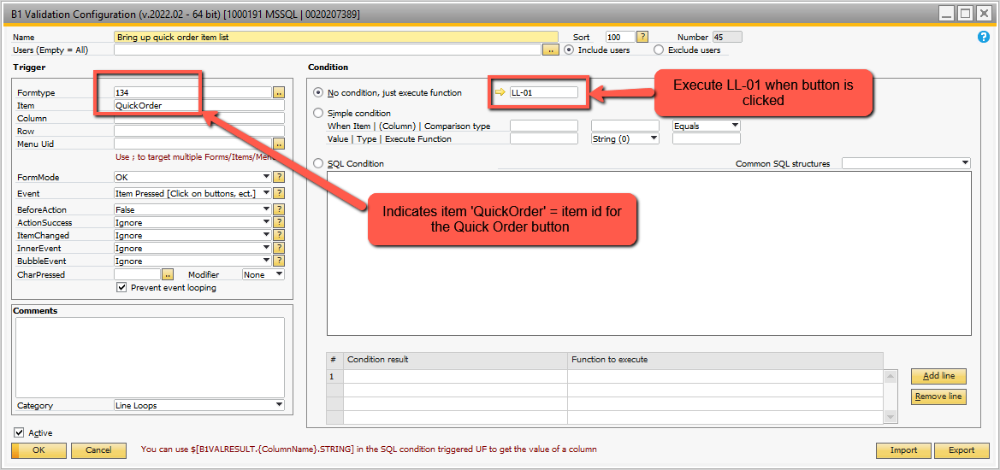 B1 Validation Configuration (v.2022.02 - 64 bit) [1000191 MSSQL | 0020207389]
Name Bring up quick order item list Sort 100 ? Number 45 ?
Users (Empty = All) .. Include users Exclude users
Trigger
Formtype 134 ..
Item QuickOrder
Column
Row
Menu Uid ..
Use ; to target multiple Forms/Items/Menu
FormMode OK ?
Event Item Pressed [Click on buttons, ect.] ?
BeforeAction False ?
ActionSuccess Ignore ?
ItemChanged Ignore ?
InnerEvent Ignore ?
BubbleEvent Ignore ?
CharPressed .. Modifier None
Prevent event looping
Comments
Category Line Loops
Condition
No condition, just execute function LL-01
Execute LL-01 when button is
clicked
Simple condition
When Item | (Column) | Comparison type Equals
Value | Type | Execute Function String (0)
SQL Condition Common SQL structures
Indicates item 'QuickOrder' = item id for
the Quick Order button
# Condition result Function to execute
1
Add line
Remove line
Active
OK Cancel You can use $[B1VALRESULT.{ColumnName}.STRING] in the SQL condition triggered UF to get the value of a column Import Export